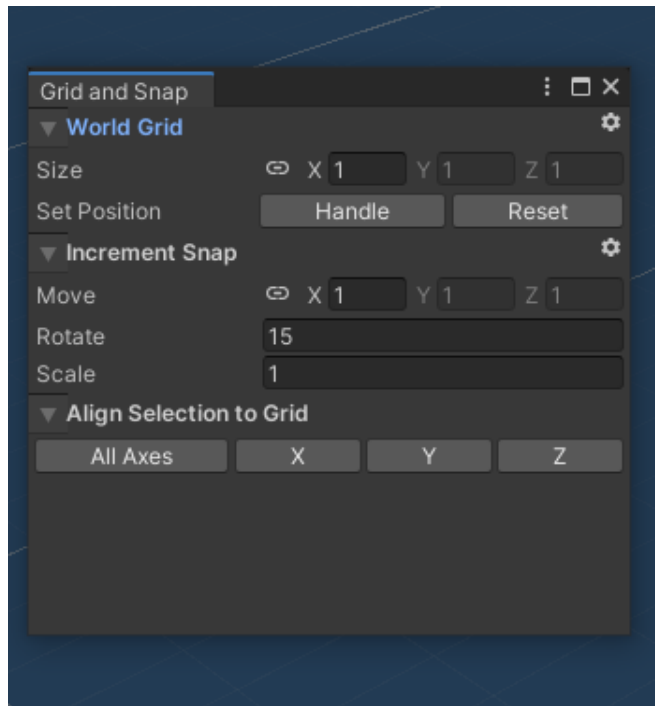 Grid and Snap
World Grid
Size X 1 Y 1 Z 1
Set Position Handle Reset
Increment Snap
Move X 1 Y 1 Z 1
Rotate 15
Scale 1
Align Selection to Grid
All Axes X Y Z